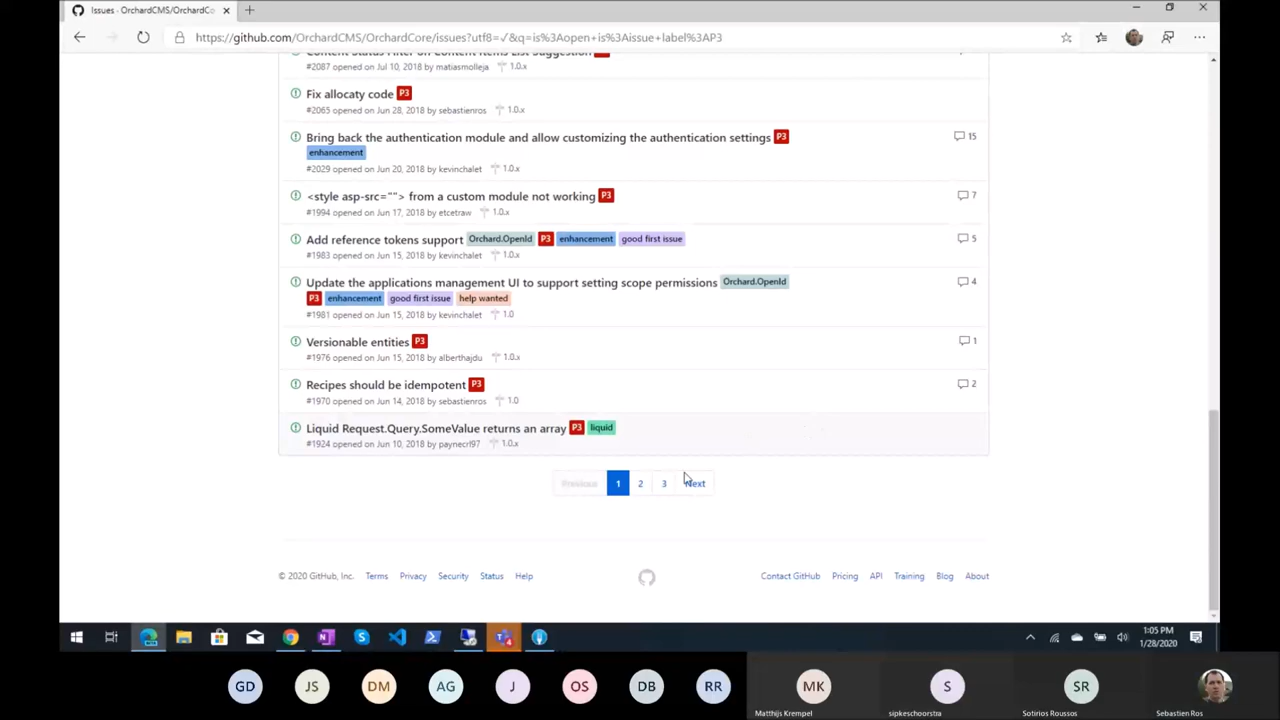 Issues - OrchardCMS/OrchardCo
https://github.com/OrchardCMS/OrchardCore/issues?utf8=✓&q=is%3Aopen+is%3Aissue+label%3AP3
Content Status Filter on Content Items List Suggestion
#2087 opened on Jul 10, 2018 by matiasmolleja 1.0.x
Fix allocaty code P3
#2065 opened on Jun 28, 2018 by sebastienros 1.0.x
Bring back the authentication module and allow customizing the authentication settings P3 15
enhancement
#2029 opened on Jun 20, 2018 by kevinchalet 1.0.x
<style asp-src=""> from a custom module not working P3 7
#1994 opened on Jun 17, 2018 by etcetraw 1.0.x
Add reference tokens support Orchard.OpenId P3 enhancement good first issue 5
#1983 opened on Jun 15, 2018 by kevinchalet 1.0.x
Update the applications management UI to support setting scope permissions Orchard.OpenId 4
P3 enhancement good first issue help wanted
#1981 opened on Jun 15, 2018 by kevinchalet 1.0
Versionable entities P3 1
#1976 opened on Jun 15, 2018 by alberthajdu 1.0.x
Recipes should be idempotent P3 2
#1970 opened on Jun 14, 2018 by sebastienros 1.0
Liquid Request.Query.SomeValue returns an array P3 liquid
#1924 opened on Jun 10, 2018 by paynecrl97 1.0.x
Previous 1 2 3 Next
© 2020 GitHub, Inc. Terms Privacy Security Status Help Contact GitHub Pricing API Training Blog About
1:05 PM
1/28/2020
GD JS DM AG J OS DB RR MK S SR
Matthijs Krempel sipkeschoorstra Sotirios Roussos Sebastien Ros